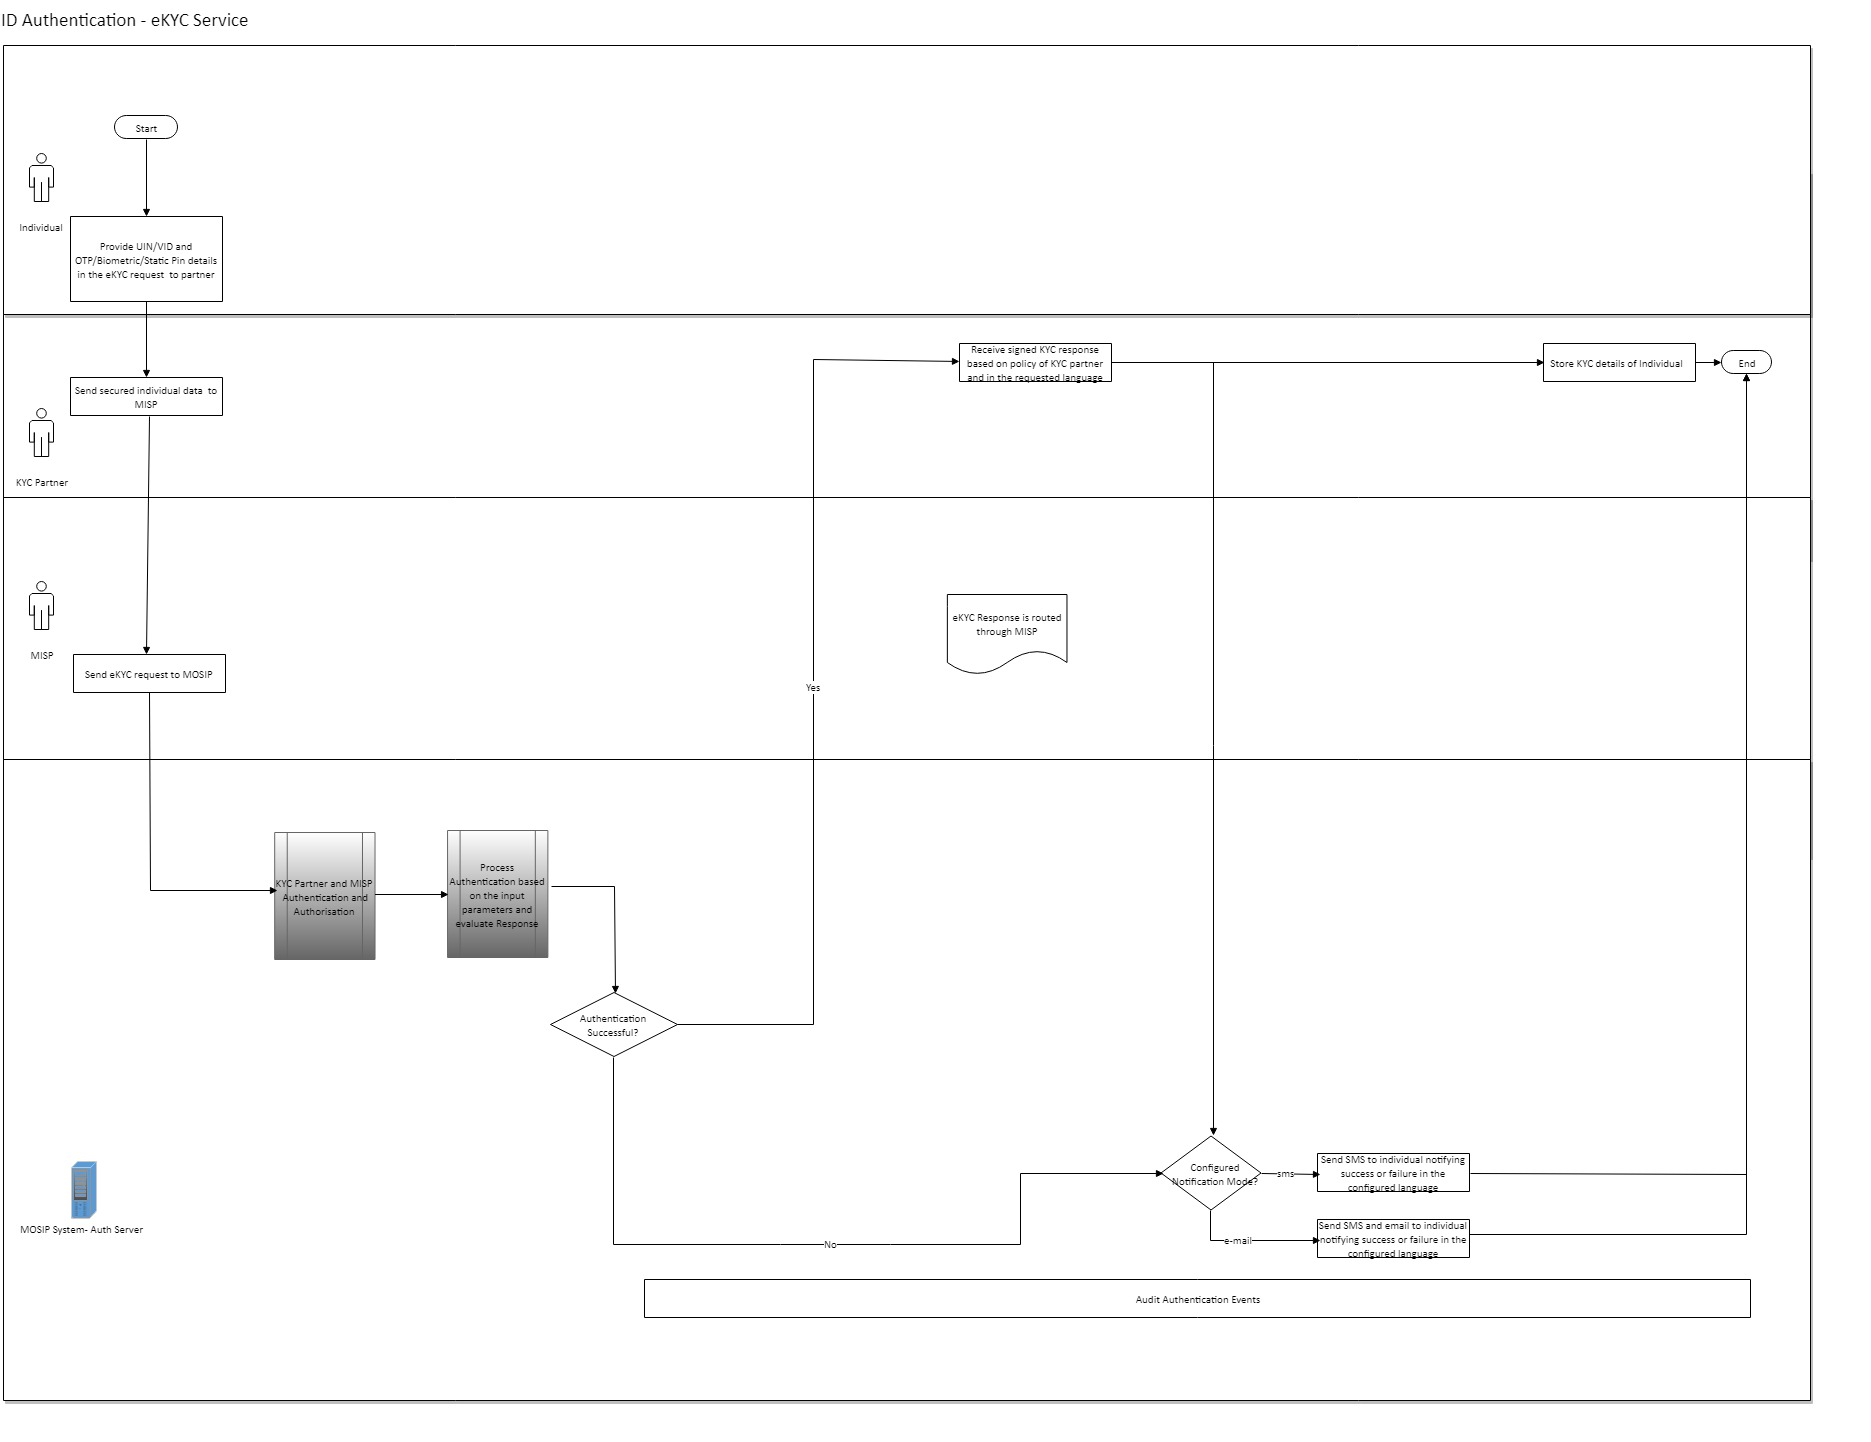 ID Authentication - eKYC Service
Start
Individual
Provide UIN/VID and
OTP/Biometric/Static Pin details
in the eKYC request  to partner
Receive signed KYC response
based on policy of KYC partner
and in the requested language
Store KYC details of Individual
End
Send secured individual data  to
MISP
KYC Partner
eKYC Response is routed
through MISP
MISP
Send eKYC request to MOSIP
Yes
KYC Partner and MISP
Authentication and
Authorisation
Process
Authentication based
on the input
parameters and
evaluate Response
Authentication
Successful?
Configured
Notification Mode?
sms
Send SMS to individual notifying
success or failure in the
configured language
MOSIP System- Auth Server
No
e-mail
Send SMS and email to individual
notifying success or failure in the
configured language
Audit Authentication Events